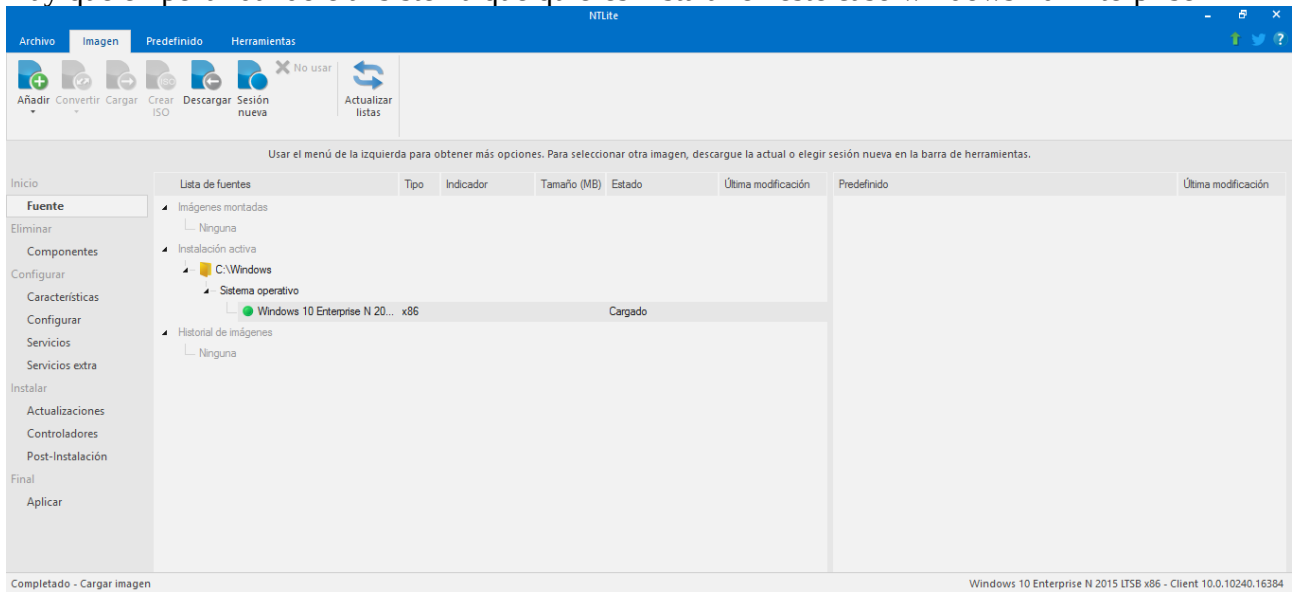 NTLite
Archivo Imagen Predefinido Herramientas
Añadir Convertir Cargar Crear ISO Descargar Sesión nueva No usar Actualizar listas
Usar el menú de la izquierda para obtener más opciones. Para seleccionar otra imagen, descargue la actual o elegir sesión nueva en la barra de herramientas.
Inicio
Fuente
Eliminar
Componentes
Configurar
Características
Configurar
Servicios
Servicios extra
Instalar
Actualizaciones
Controladores
Post-Instalación
Final
Aplicar
Lista de fuentes Tipo Indicador Tamaño (MB) Estado Última modificación
Imágenes montadas
Ninguna
Instalación activa
C:\Windows
Sistema operativo
Windows 10 Enterprise N 20... x86 Cargado
Historial de imágenes
Ninguna
Predefinido Última modificación
Completado - Cargar imagen
Windows 10 Enterprise N 2015 LTSB x86 - Client 10.0.10240.16384